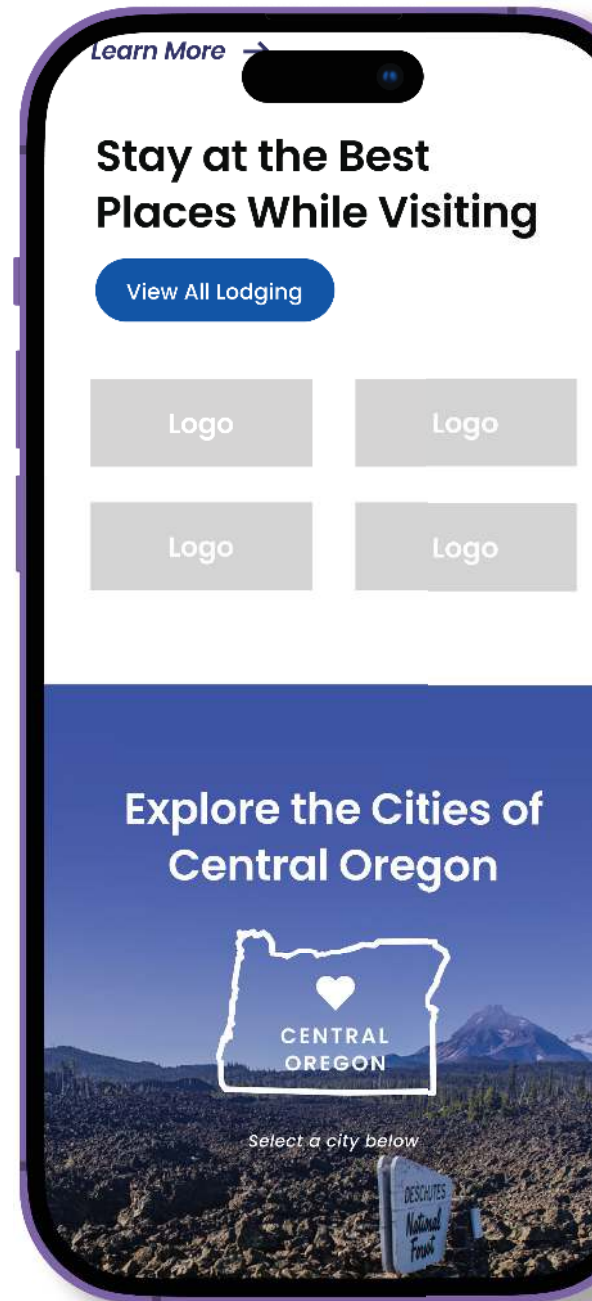 Learn More →
Stay at the Best
Places While Visiting
View All Lodging
Logo
Logo
Logo
Logo
Explore the Cities of
Central Oregon
CENTRAL
OREGON
Select a city below
DESCHUTES
National
Forest